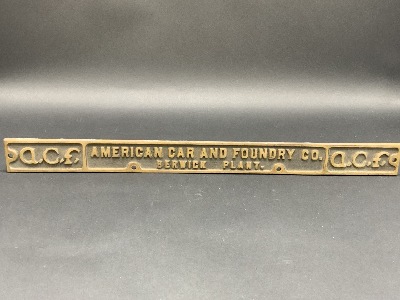 a.C.f. AMERICAN CAR AND FOUNDRY CO. a.C.f.
BERWICK PLANT.